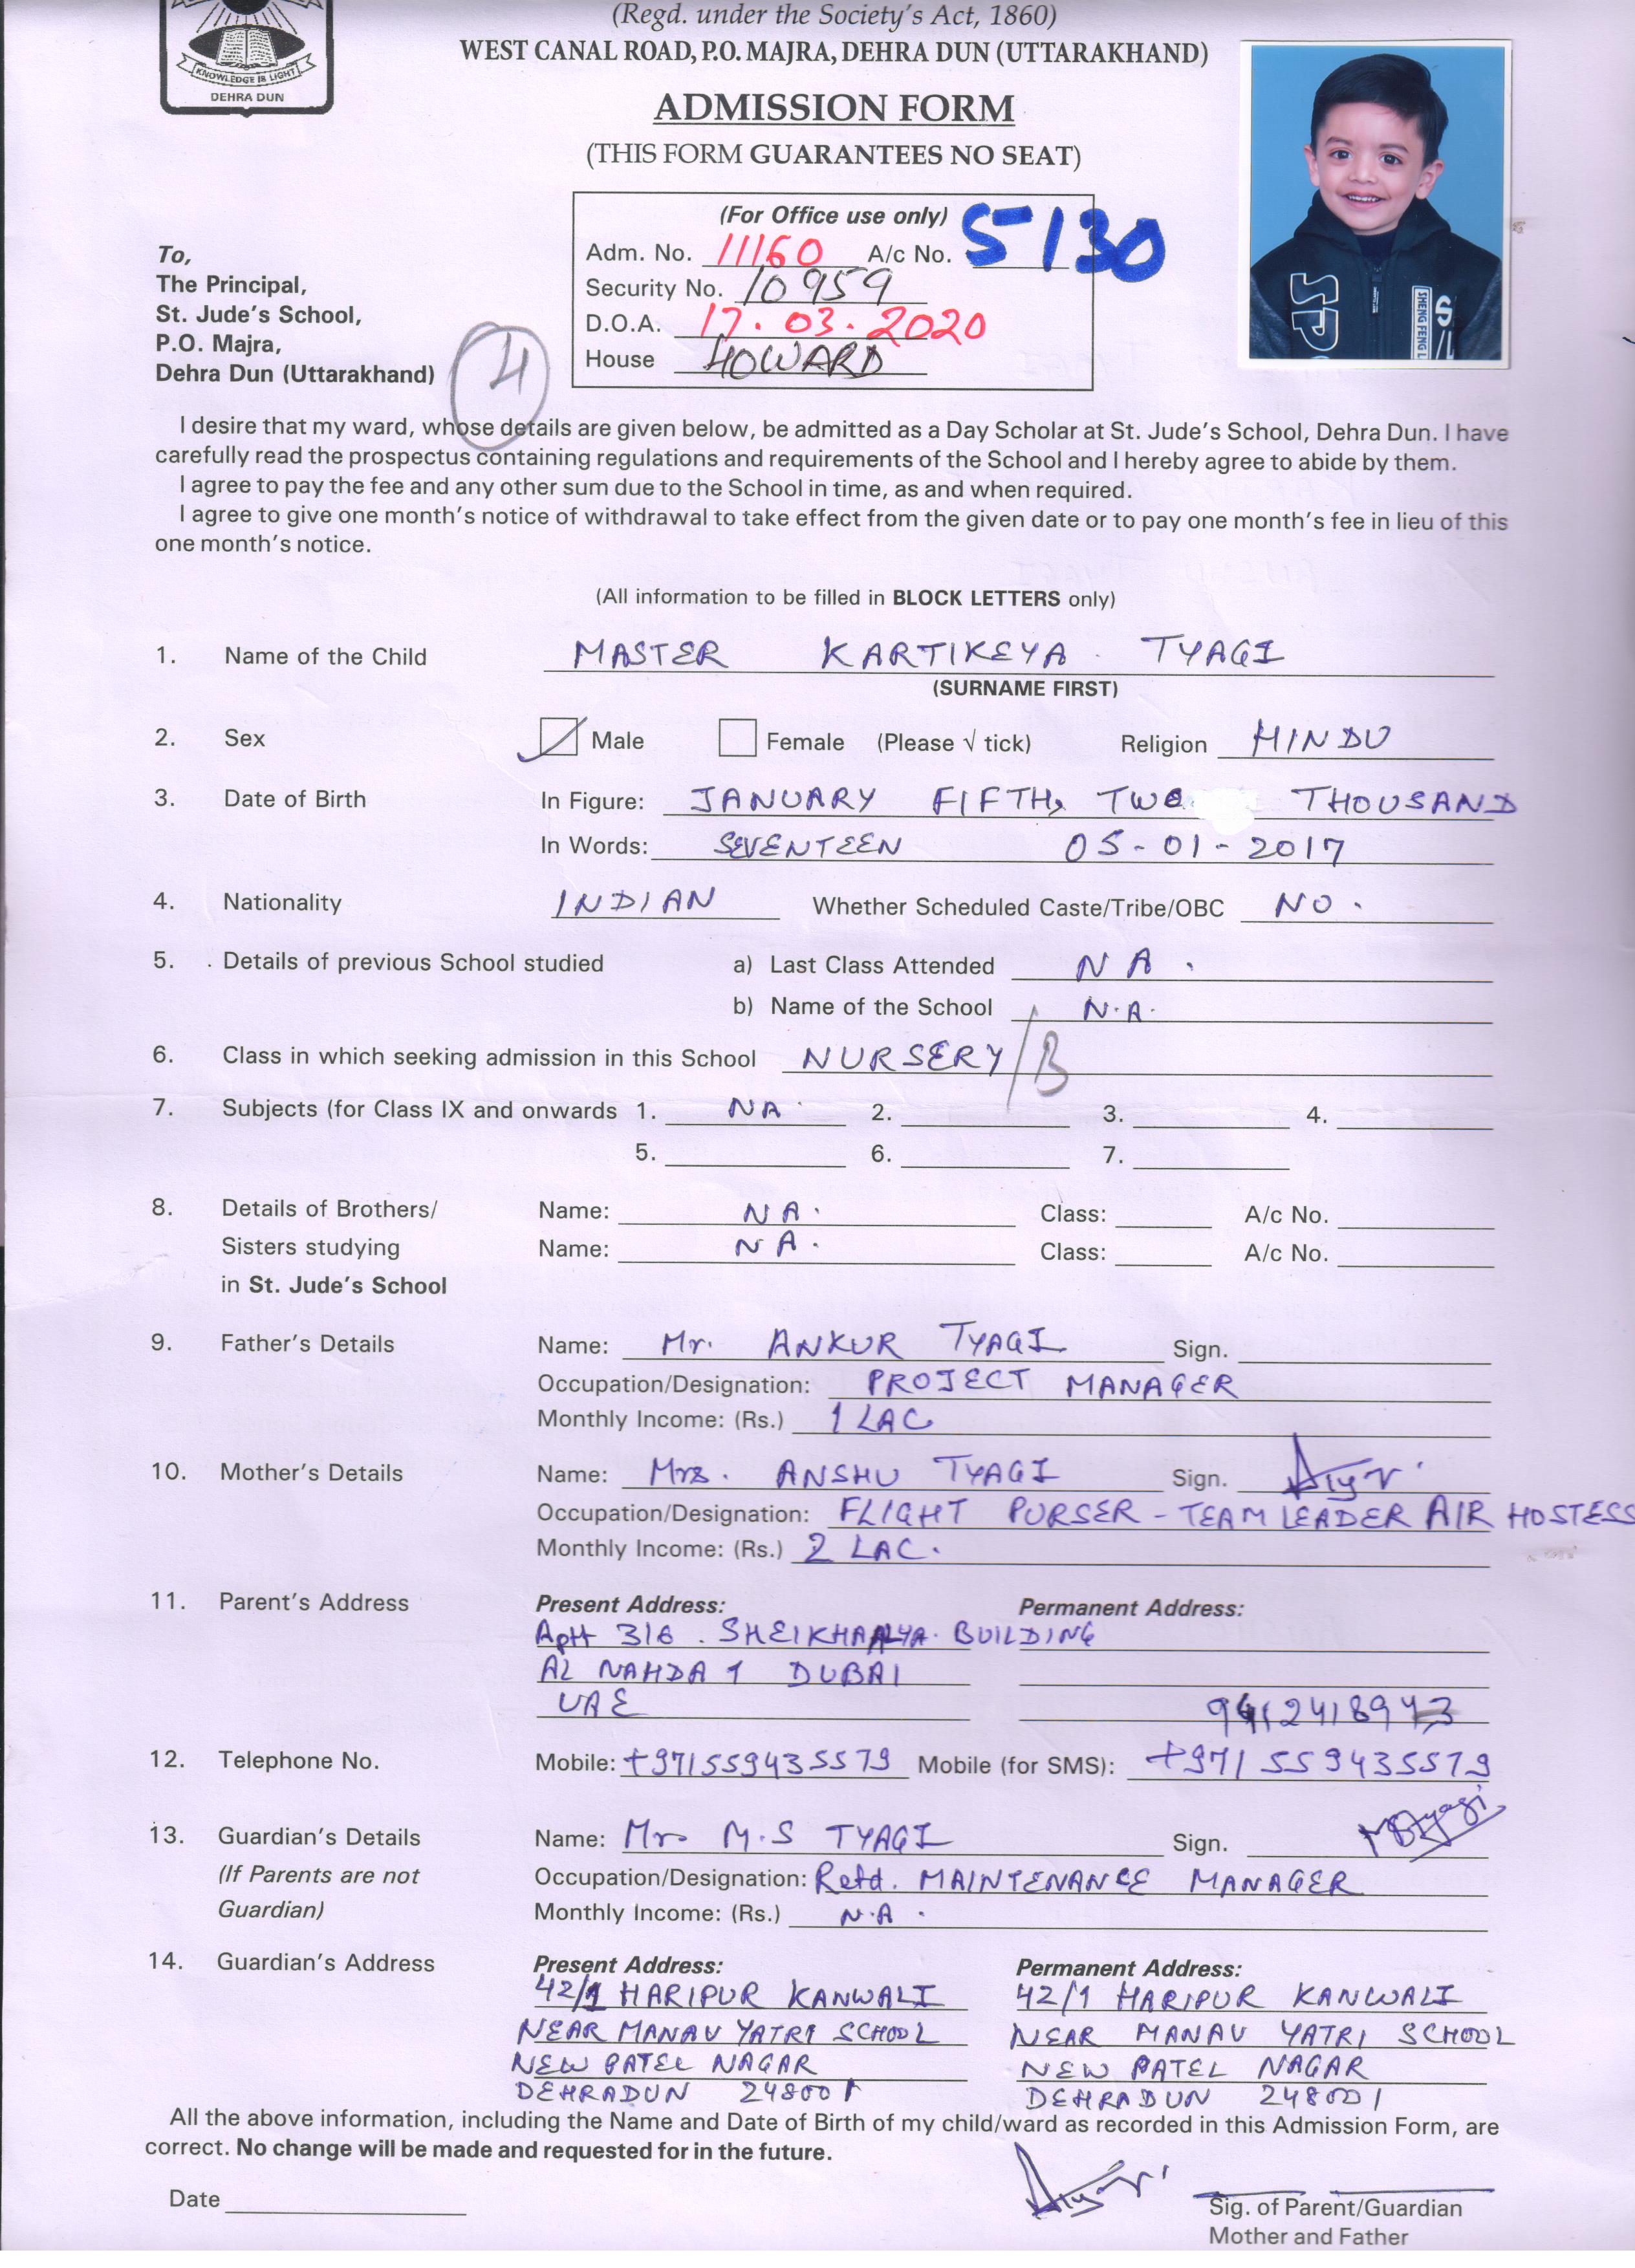 (Regd. under the Society's Act, 1860)
WEST CANAL ROAD, P.O. MAJRA, DEHRA DUN (UTTARAKHAND)
KNOWLEDGE IS LIGHT
DEHRA DUN
ADMISSION FORM
(THIS FORM GUARANTEES NO SEAT)
(For Office use only)
Adm. No. 11160 A/c No. 5130
Security No. 10959
D.O.A. 17.03.2020
House HOWARD
To,
The Principal,
St. Jude's School,
P.O. Majra,
Dehra Dun (Uttarakhand)
4
SHENG FENG
I desire that my ward, whose details are given below, be admitted as a Day Scholar at St. Jude's School, Dehra Dun. I have
carefully read the prospectus containing regulations and requirements of the School and I hereby agree to abide by them.
I agree to pay the fee and any other sum due to the School in time, as and when required.
I agree to give one month's notice of withdrawal to take effect from the given date or to pay one month's fee in lieu of this
one month's notice.
(All information to be filled in BLOCK LETTERS only)
1. Name of the Child MASTER KARTIKEYA TYAGI
(SURNAME FIRST)
2. Sex Male Female (Please √ tick) Religion HINDU
3. Date of Birth In Figure: JANUARY FIFTH, TWO THOUSAND
In Words: SEVENTEEN 05-01-2017
4. Nationality INDIAN Whether Scheduled Caste/Tribe/OBC NO.
5. Details of previous School studied a) Last Class Attended NA.
b) Name of the School N.A.
6. Class in which seeking admission in this School NURSERY/B
7. Subjects (for Class IX and onwards 1. NA 2. 3. 4.
5. 6. 7.
8. Details of Brothers/ Name: NA. Class: A/c No.
Sisters studying Name: NA. Class: A/c No.
in St. Jude's School
9. Father's Details Name: Mr. ANKUR TYAGI Sign.
Occupation/Designation: PROJECT MANAGER
Monthly Income: (Rs.) 1 LAC
10. Mother's Details Name: Mrs. ANSHU TYAGI Sign.
Occupation/Designation: FLIGHT PURSER - TEAM LEADER AIR HOSTESS
Monthly Income: (Rs.) 2 LAC.
11. Parent's Address Present Address: Permanent Address:
316. BUILDING
AL NAHDA 1 DUBAI
UAE
12. Telephone No. Mobile: +971559435579 Mobile (for SMS): +971 559435579
13. Guardian's Details Name: Mr. M.S TYAGI Sign. MSTyagi
(If Parents are not Occupation/Designation: Retd. MAINTENANCE MANAGER
Guardian) Monthly Income: (Rs.) N.A.
14. Guardian's Address Present Address: Permanent Address:
42/1 HARIPUR KANWALI 42/1 HARIPUR KANWALI
NEAR MANAV YATRI SCHOOL NEAR MANAV YATRI SCHOOL
NEW PATEL NAGAR NEW PATEL NAGAR
DEHRADUN 248001 DEHRADUN 248001
All the above information, including the Name and Date of Birth of my child/ward as recorded in this Admission Form, are
correct. No change will be made and requested for in the future.
Date
Sig. of Parent/Guardian
Mother and Father